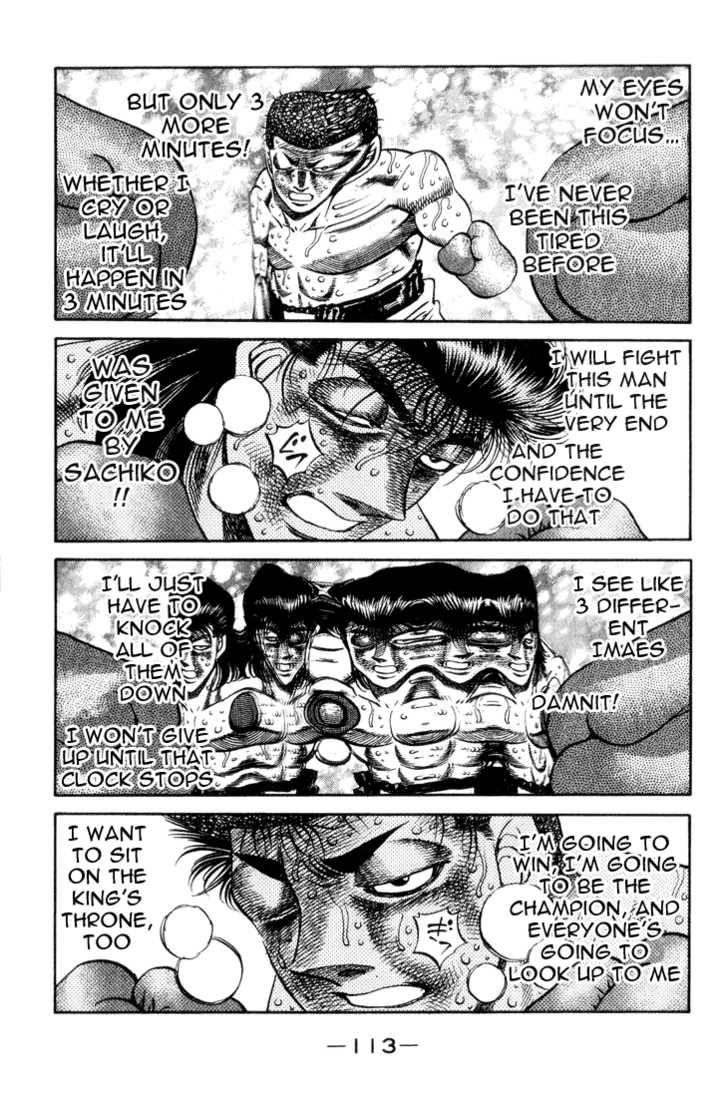 MY EYES
WON'T
FOCUS...
I'VE NEVER
BEEN THIS
TIRED
BEFORE
BUT ONLY 3
MORE
MINUTES!
WHETHER I
CRY OR
LAUGH,
IT'LL
HAPPEN IN
3 MINUTES
I WILL FIGHT
THIS MAN
UNTIL THE
VERY END
AND THE
CONFIDENCE
I HAVE TO
DO THAT
WAS
GIVEN
TO ME
BY
SACHIKO
!!
I SEE LIKE
3 DIFFER-
ENT
IMAES
DAMNIT!
I'LL JUST
HAVE TO
KNOCK
ALL OF
THEM
DOWN
I WON'T GIVE
UP UNTIL THAT
CLOCK STOPS
I'M GOING TO
WIN, I'M GOING
TO BE THE
CHAMPION, AND
EVERYONE'S
GOING TO
LOOK UP TO ME
I WANT
TO SIT
ON THE
KING'S
THRONE,
TOO
—113—